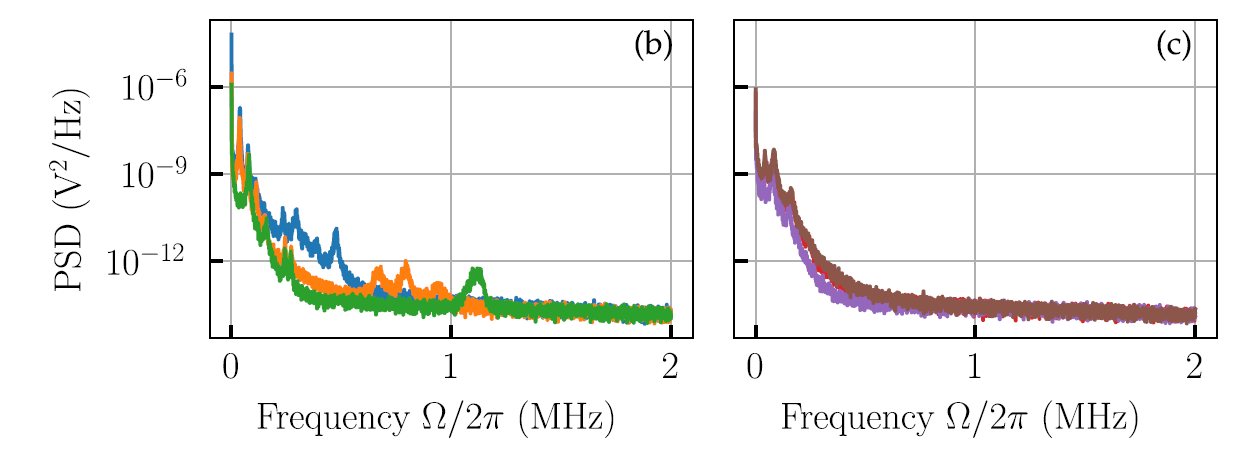 (b)
(c)
10⁻⁶
10⁻⁹
10⁻¹²
PSD (V²/Hz)
0 1 2
0 1 2
Frequency Ω/2π (MHz)
Frequency Ω/2π (MHz)